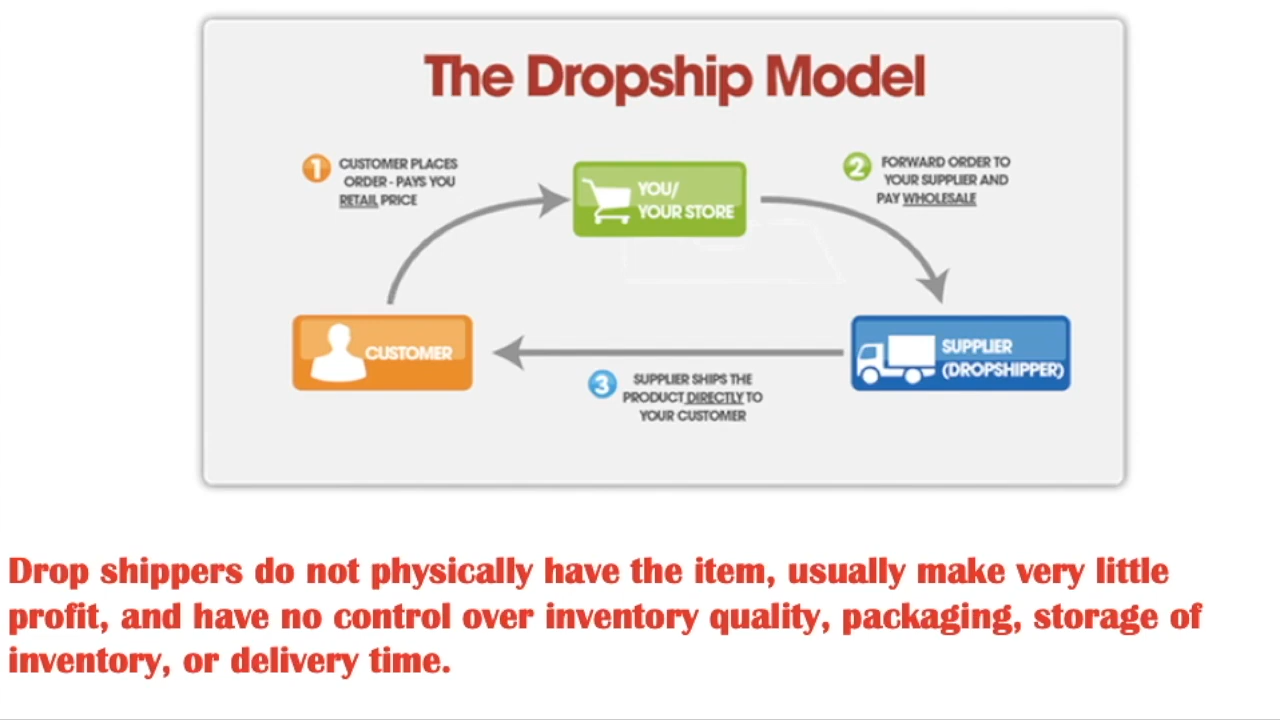 The Dropship Model
1 CUSTOMER PLACES
ORDER - PAYS YOU
RETAIL PRICE
YOU/
YOUR STORE
2 FORWARD ORDER TO
YOUR SUPPLIER AND
PAY WHOLESALE
CUSTOMER
SUPPLIER
(DROPSHIPPER)
3 SUPPLIER SHIPS THE
PRODUCT DIRECTLY TO
YOUR CUSTOMER
Drop shippers do not physically have the item, usually make very little
profit, and have no control over inventory quality, packaging, storage of
inventory, or delivery time.